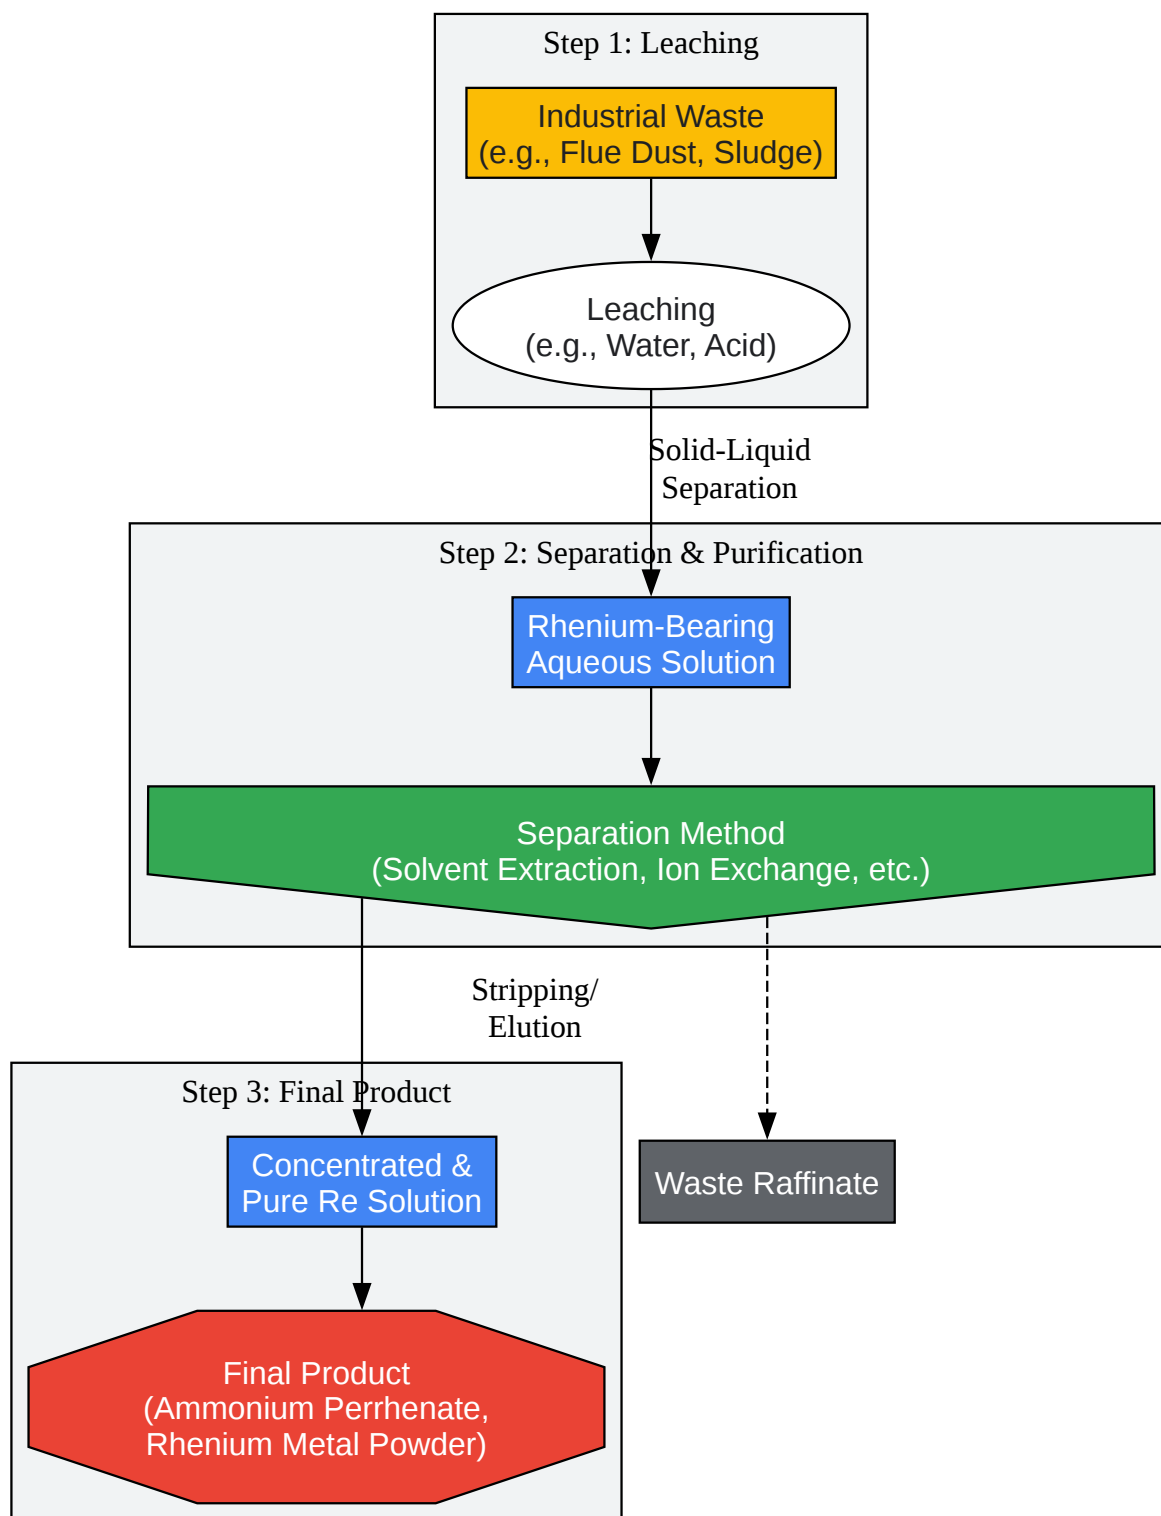 Step 1: Leaching
Industrial Waste
(e.g., Flue Dust, Sludge)
Leaching
(e.g., Water, Acid)
Solid-Liquid
Separation
Step 2: Separation & Purification
Rhenium-Bearing
Aqueous Solution
Separation Method
(Solvent Extraction, Ion Exchange, etc.)
Stripping/
Elution
Step 3: Final Product
Concentrated &
Pure Re Solution
Waste Raffinate
Final Product
(Ammonium Perrhenate,
Rhenium Metal Powder)